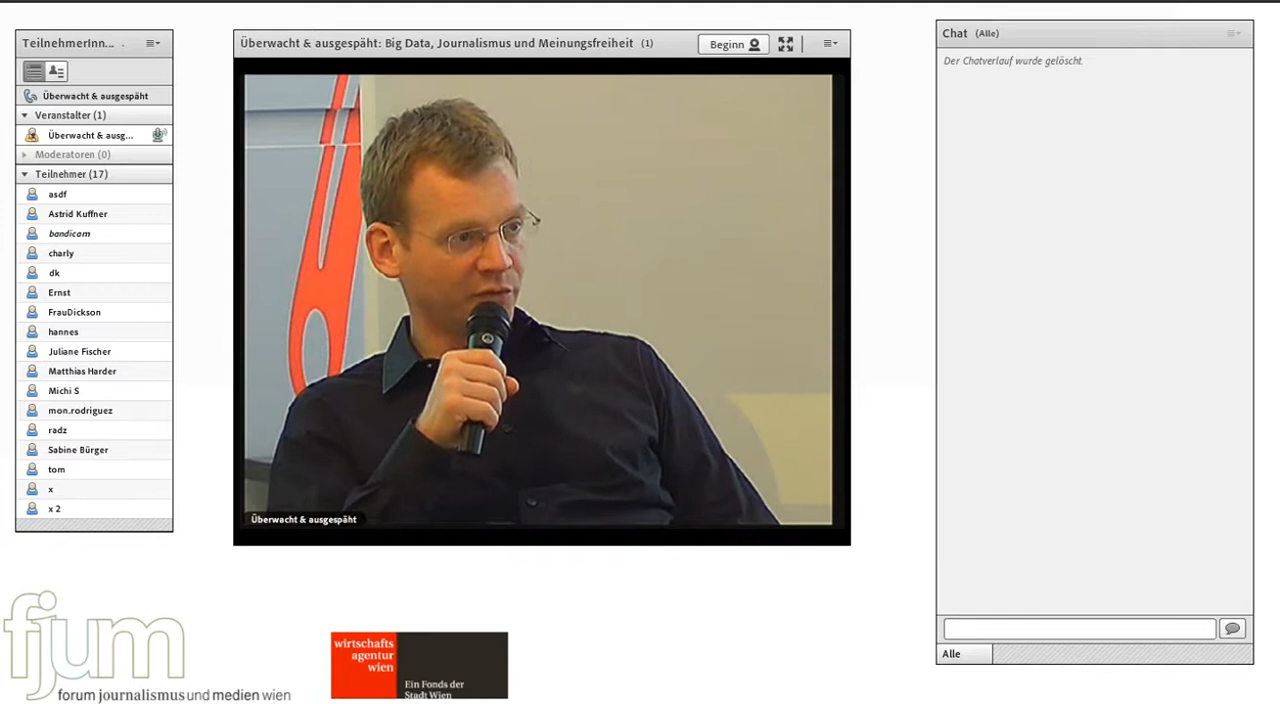 TeilnehmerInn... .
Überwacht & ausgespäht
Veranstalter (1)
Überwacht & ausg...
Moderatoren (0)
Teilnehmer (17)
asdf
Astrid Kuffner
bandicam
charly
dk
Ernst
FrauDickson
hannes
Juliane Fischer
Matthias Harder
Michi S
mon.rodriguez
radz
Sabine Bürger
tom
x
x 2
Überwacht & ausgespäht: Big Data, Journalismus und Meinungsfreiheit (1)
Beginn
Überwacht & ausgespäht
Chat (Alle)
Der Chatverlauf wurde gelöscht.
Alle
fjum
forum journalismus und medien wien
wirtschafts
agentur
wien
Ein Fonds der
Stadt Wien